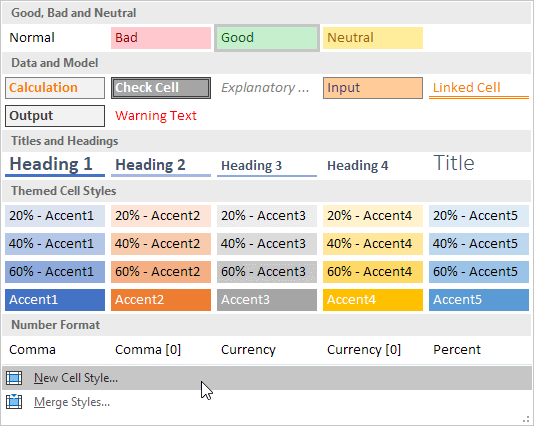 Good, Bad and Neutral
Normal Bad Good Neutral
Data and Model
Calculation Check Cell Explanatory ... Input Linked Cell
Output Warning Text
Titles and Headings
Heading 1 Heading 2 Heading 3 Heading 4 Title
Themed Cell Styles
20% - Accent1 20% - Accent2 20% - Accent3 20% - Accent4 20% - Accent5
40% - Accent1 40% - Accent2 40% - Accent3 40% - Accent4 40% - Accent5
60% - Accent1 60% - Accent2 60% - Accent3 60% - Accent4 60% - Accent5
Accent1 Accent2 Accent3 Accent4 Accent5
Number Format
Comma Comma [0] Currency Currency [0] Percent
New Cell Style...
Merge Styles...